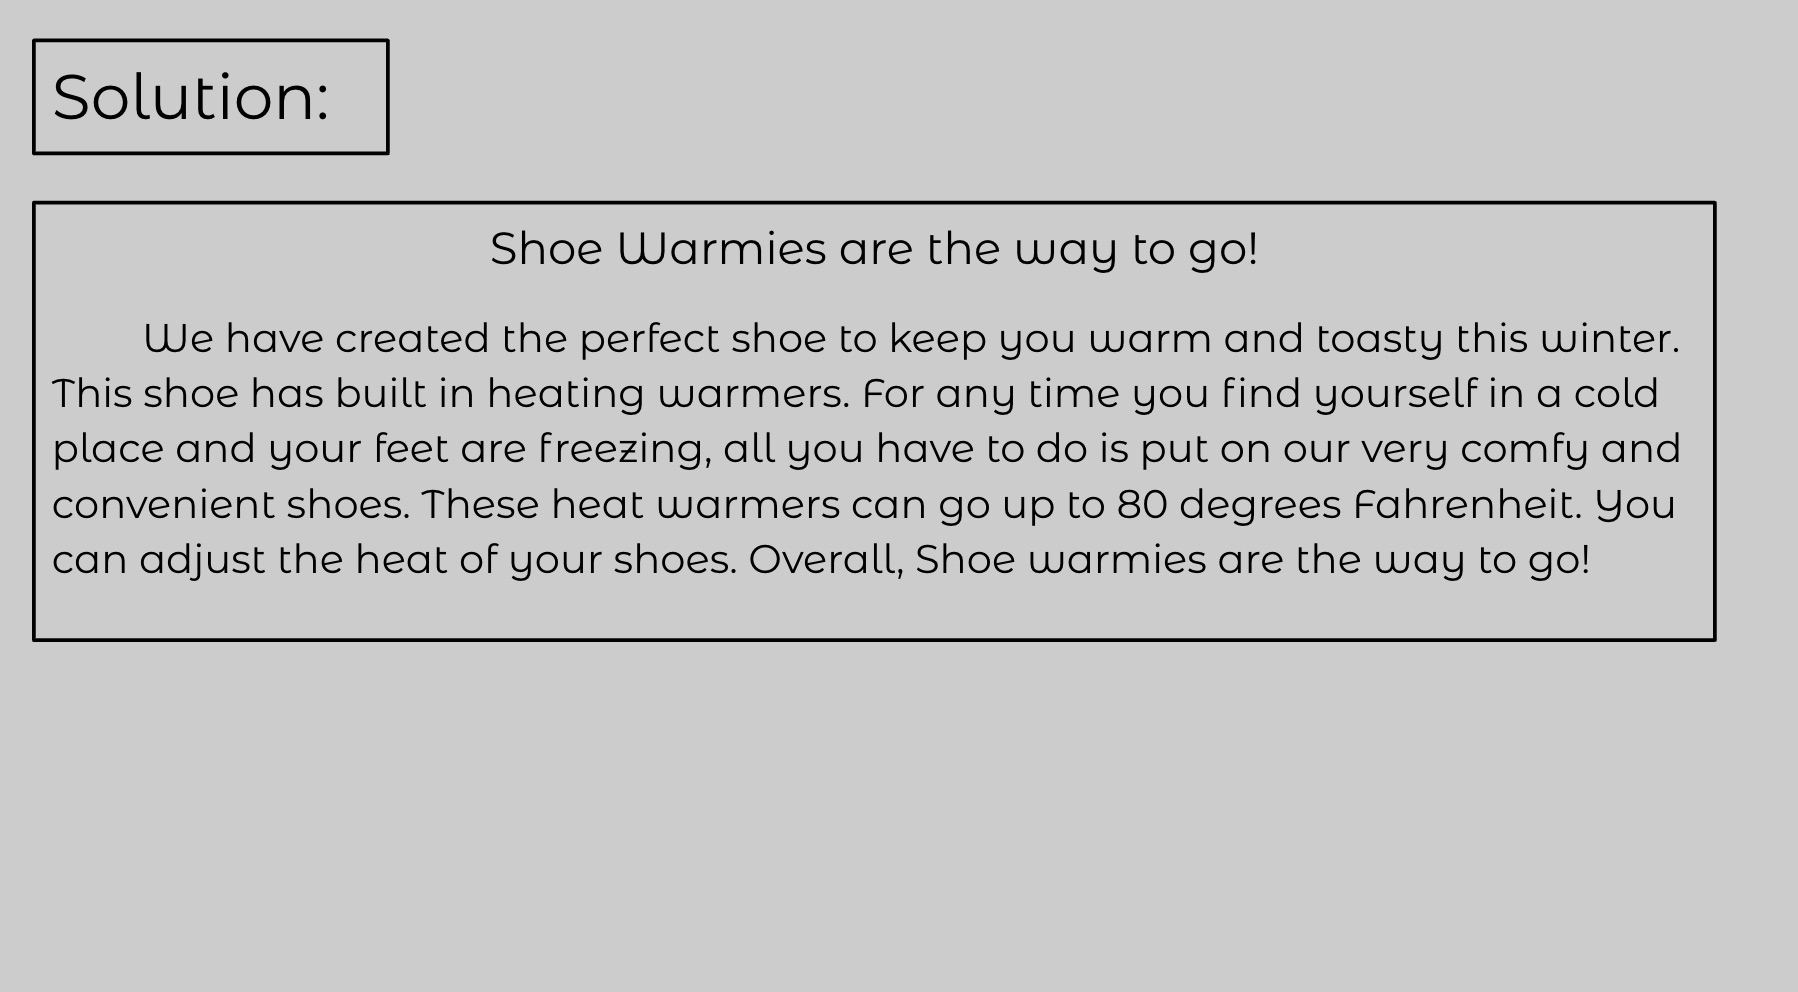 Solution:
Shoe Warmies are the way to go!
We have created the perfect shoe to keep you warm and toasty this winter.
This shoe has built in heating warmers. For any time you find yourself in a cold
place and your feet are freezing, all you have to do is put on our very comfy and
convenient shoes. These heat warmers can go up to 80 degrees Fahrenheit. You
can adjust the heat of your shoes. Overall, Shoe warmies are the way to go!